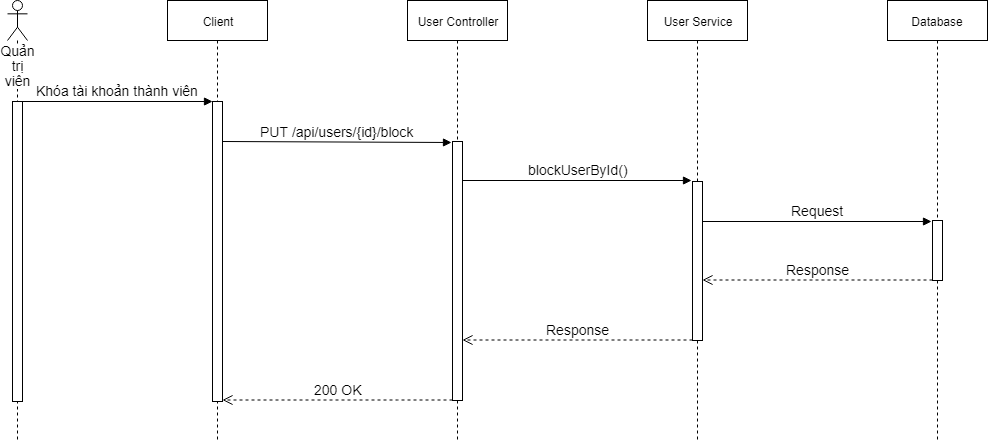 Client
User Controller
User Service
Database
Quản
trị
viên
Khóa tài khoản thành viên
PUT /api/users/{id}/block
blockUserById()
Request
Response
Response
200 OK